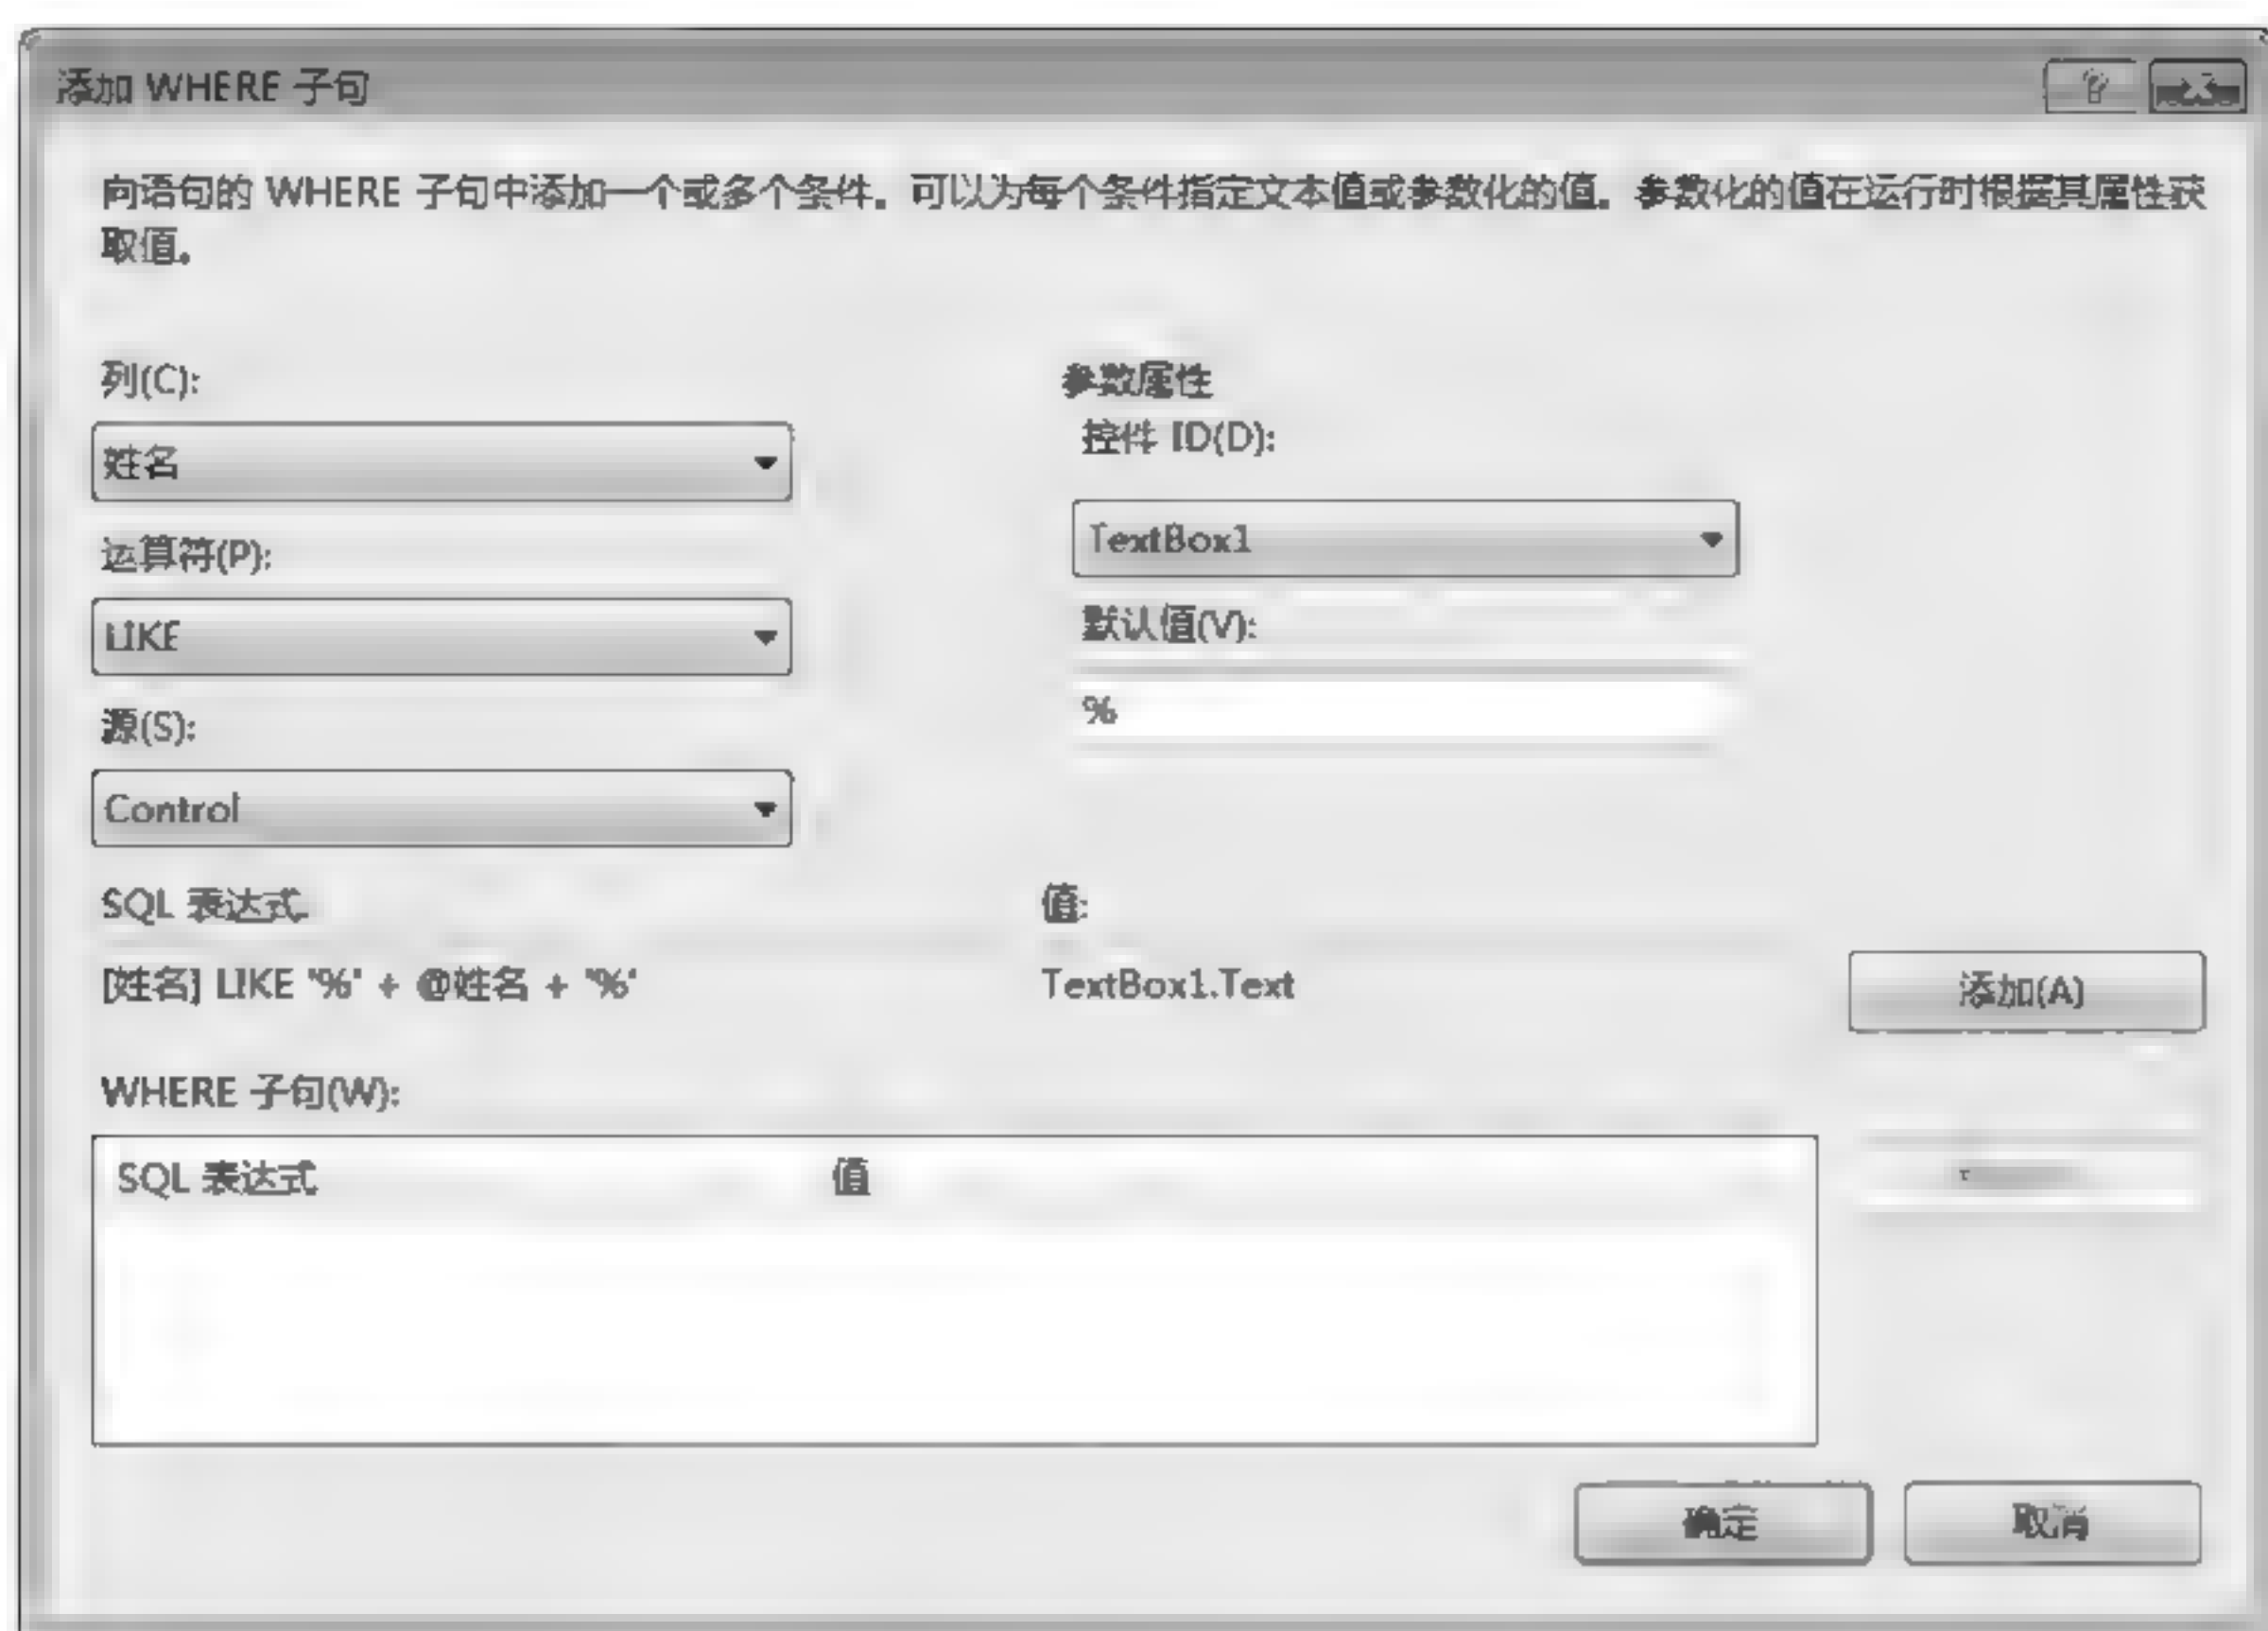 添加 WHERE 子句
向语句的 WHERE 子句中添加一个或多个条件。可以为每个条件指定文本值或参数化的值。参数化的值在运行时根据其属性获
取值。
列(C):
姓名
运算符(P):
LIKE
源(S):
Control
参数属性
控件 ID(D):
TextBox1
默认值(V):
%
SQL 表达式:
[姓名] LIKE '%' + @姓名 + '%'
值:
TextBox1.Text
添加(A)
WHERE 子句(W):
SQL 表达式 值
确定 取消